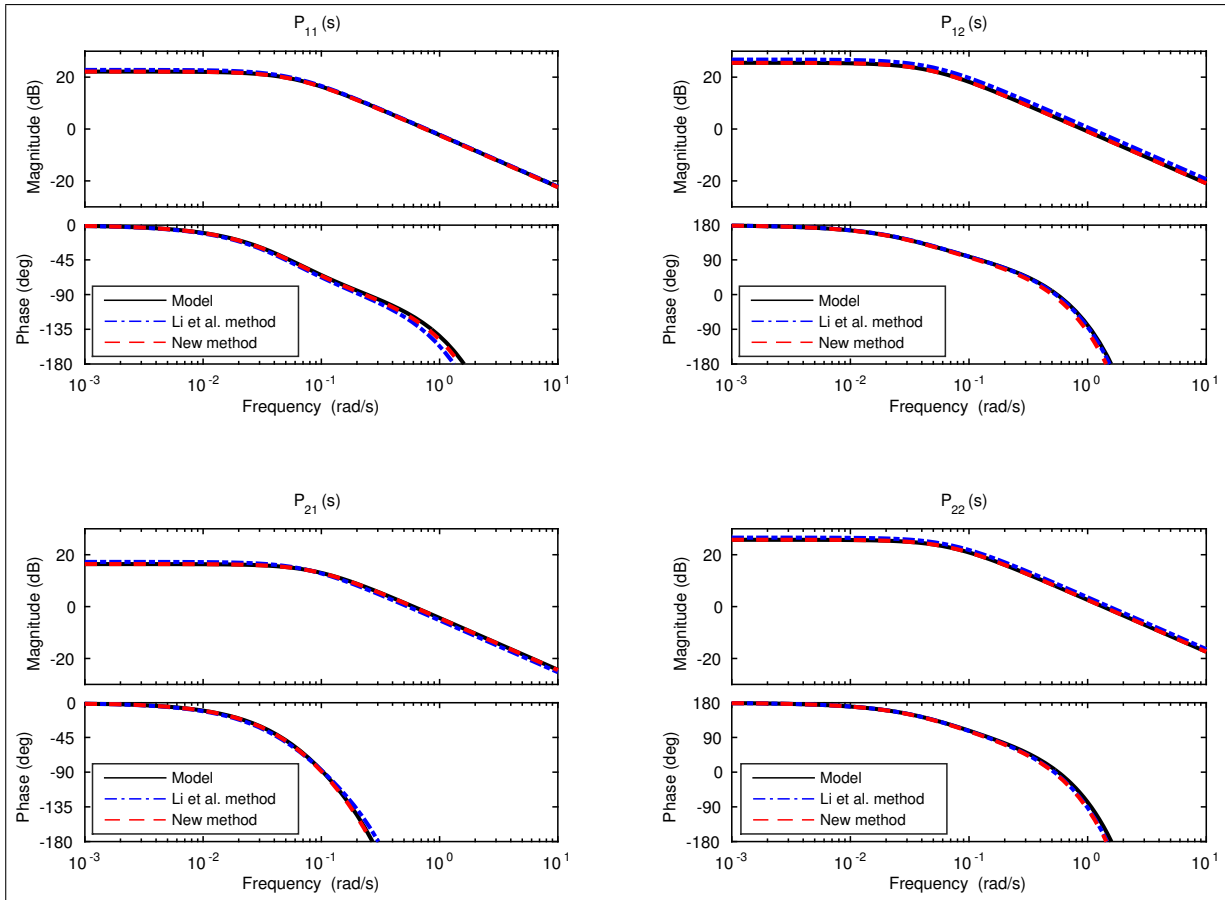 P11(s)
Magnitude (dB)
20
0
-20
Phase (deg)
0
-45
-90
-135
-180
Model
Li et al. method
New method
10-3
10-2
10-1
100
101
Frequency (rad/s)
P12(s)
Magnitude (dB)
20
0
-20
Phase (deg)
180
90
0
-90
-180
Model
Li et al. method
New method
10-3
10-2
10-1
100
101
Frequency (rad/s)
P21(s)
Magnitude (dB)
20
0
-20
Phase (deg)
0
-45
-90
-135
-180
Model
Li et al. method
New method
10-3
10-2
10-1
100
101
Frequency (rad/s)
P22(s)
Magnitude (dB)
20
0
-20
Phase (deg)
180
90
0
-90
-180
Model
Li et al. method
New method
10-3
10-2
10-1
100
101
Frequency (rad/s)